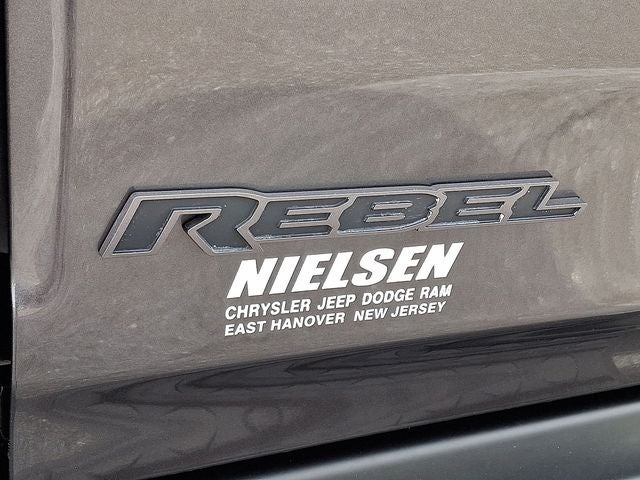 REBEL
NIELSEN
CHRYSLER JEEP DODGE RAM
EAST HANOVER NEW JERSEY